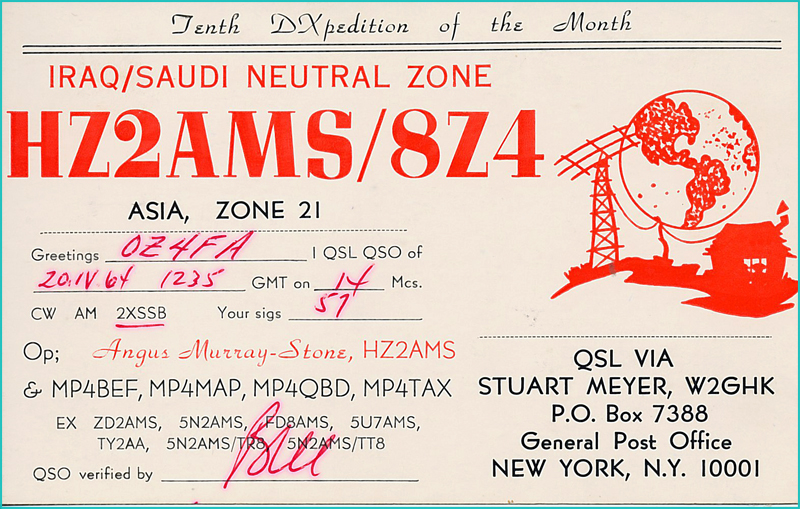 Tenth DXpedition of the Month
IRAQ/SAUDI NEUTRAL ZONE
HZ2AMS/8Z4
ASIA, ZONE 21
Greetings OZ4FA I QSL QSO of
20.IV.64 1235 GMT on 14 Mcs.
CW AM 2XSSB Your sigs 57
Op; Angus Murray-Stone, HZ2AMS
& MP4BEF, MP4MAP, MP4QBD, MP4TAX
EX ZD2AMS, 5N2AMS, FD8AMS, 5U7AMS,
TY2AA, 5N2AMS/TR8 5N2AMS/TT8
QSO verified by
QSL VIA
STUART MEYER, W2GHK
P.O. Box 7388
General Post Office
NEW YORK, N.Y. 10001